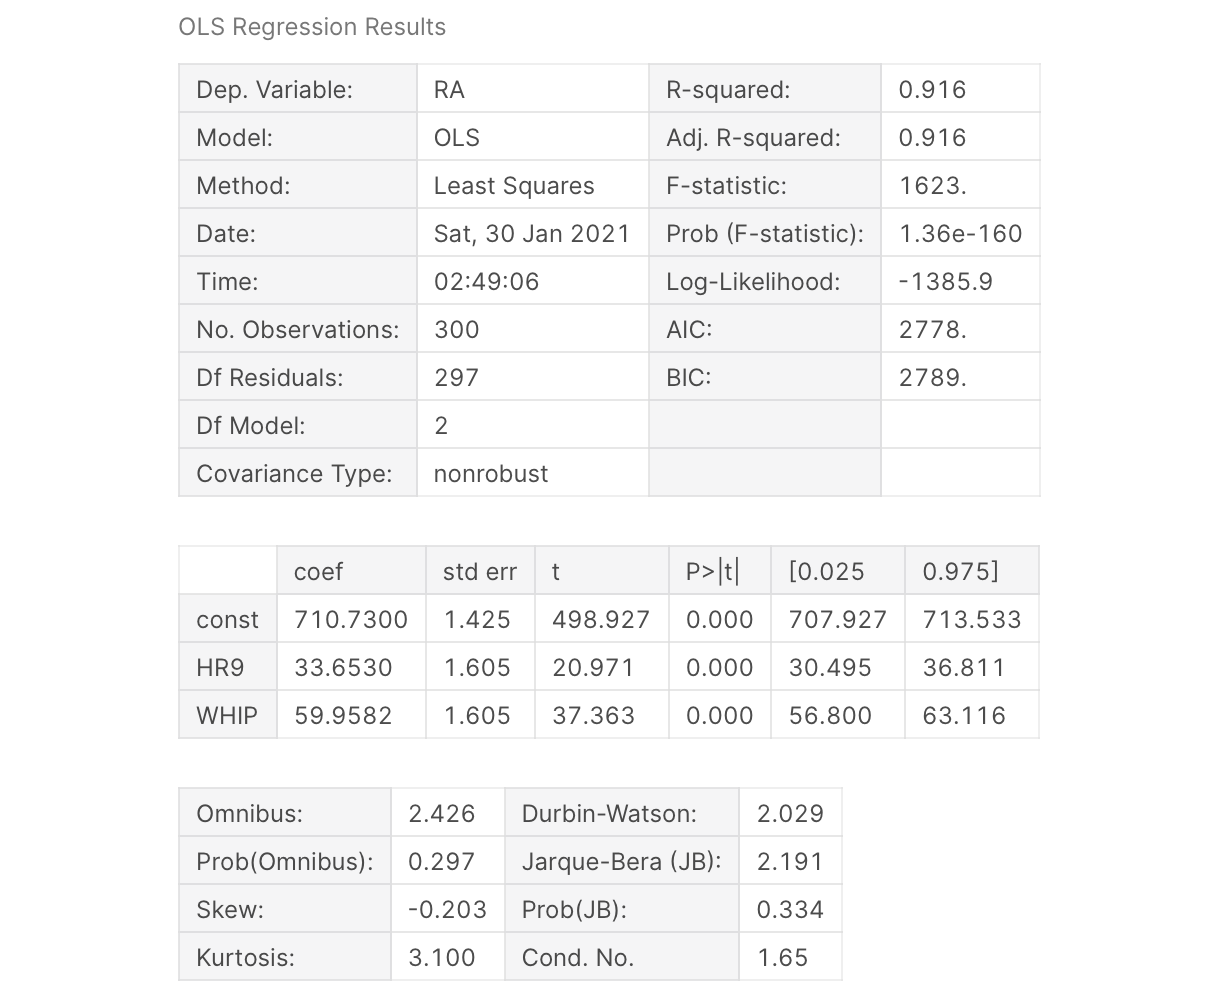 OLS Regression Results
Dep. Variable: RA R-squared: 0.916
Model: OLS Adj. R-squared: 0.916
Method: Least Squares F-statistic: 1623.
Date: Sat, 30 Jan 2021 Prob (F-statistic): 1.36e-160
Time: 02:49:06 Log-Likelihood: -1385.9
No. Observations: 300 AIC: 2778.
Df Residuals: 297 BIC: 2789.
Df Model: 2
Covariance Type: nonrobust
coef std err t P>|t| [0.025 0.975]
const 710.7300 1.425 498.927 0.000 707.927 713.533
HR9 33.6530 1.605 20.971 0.000 30.495 36.811
WHIP 59.9582 1.605 37.363 0.000 56.800 63.116
Omnibus: 2.426 Durbin-Watson: 2.029
Prob(Omnibus): 0.297 Jarque-Bera (JB): 2.191
Skew: -0.203 Prob(JB): 0.334
Kurtosis: 3.100 Cond. No. 1.65